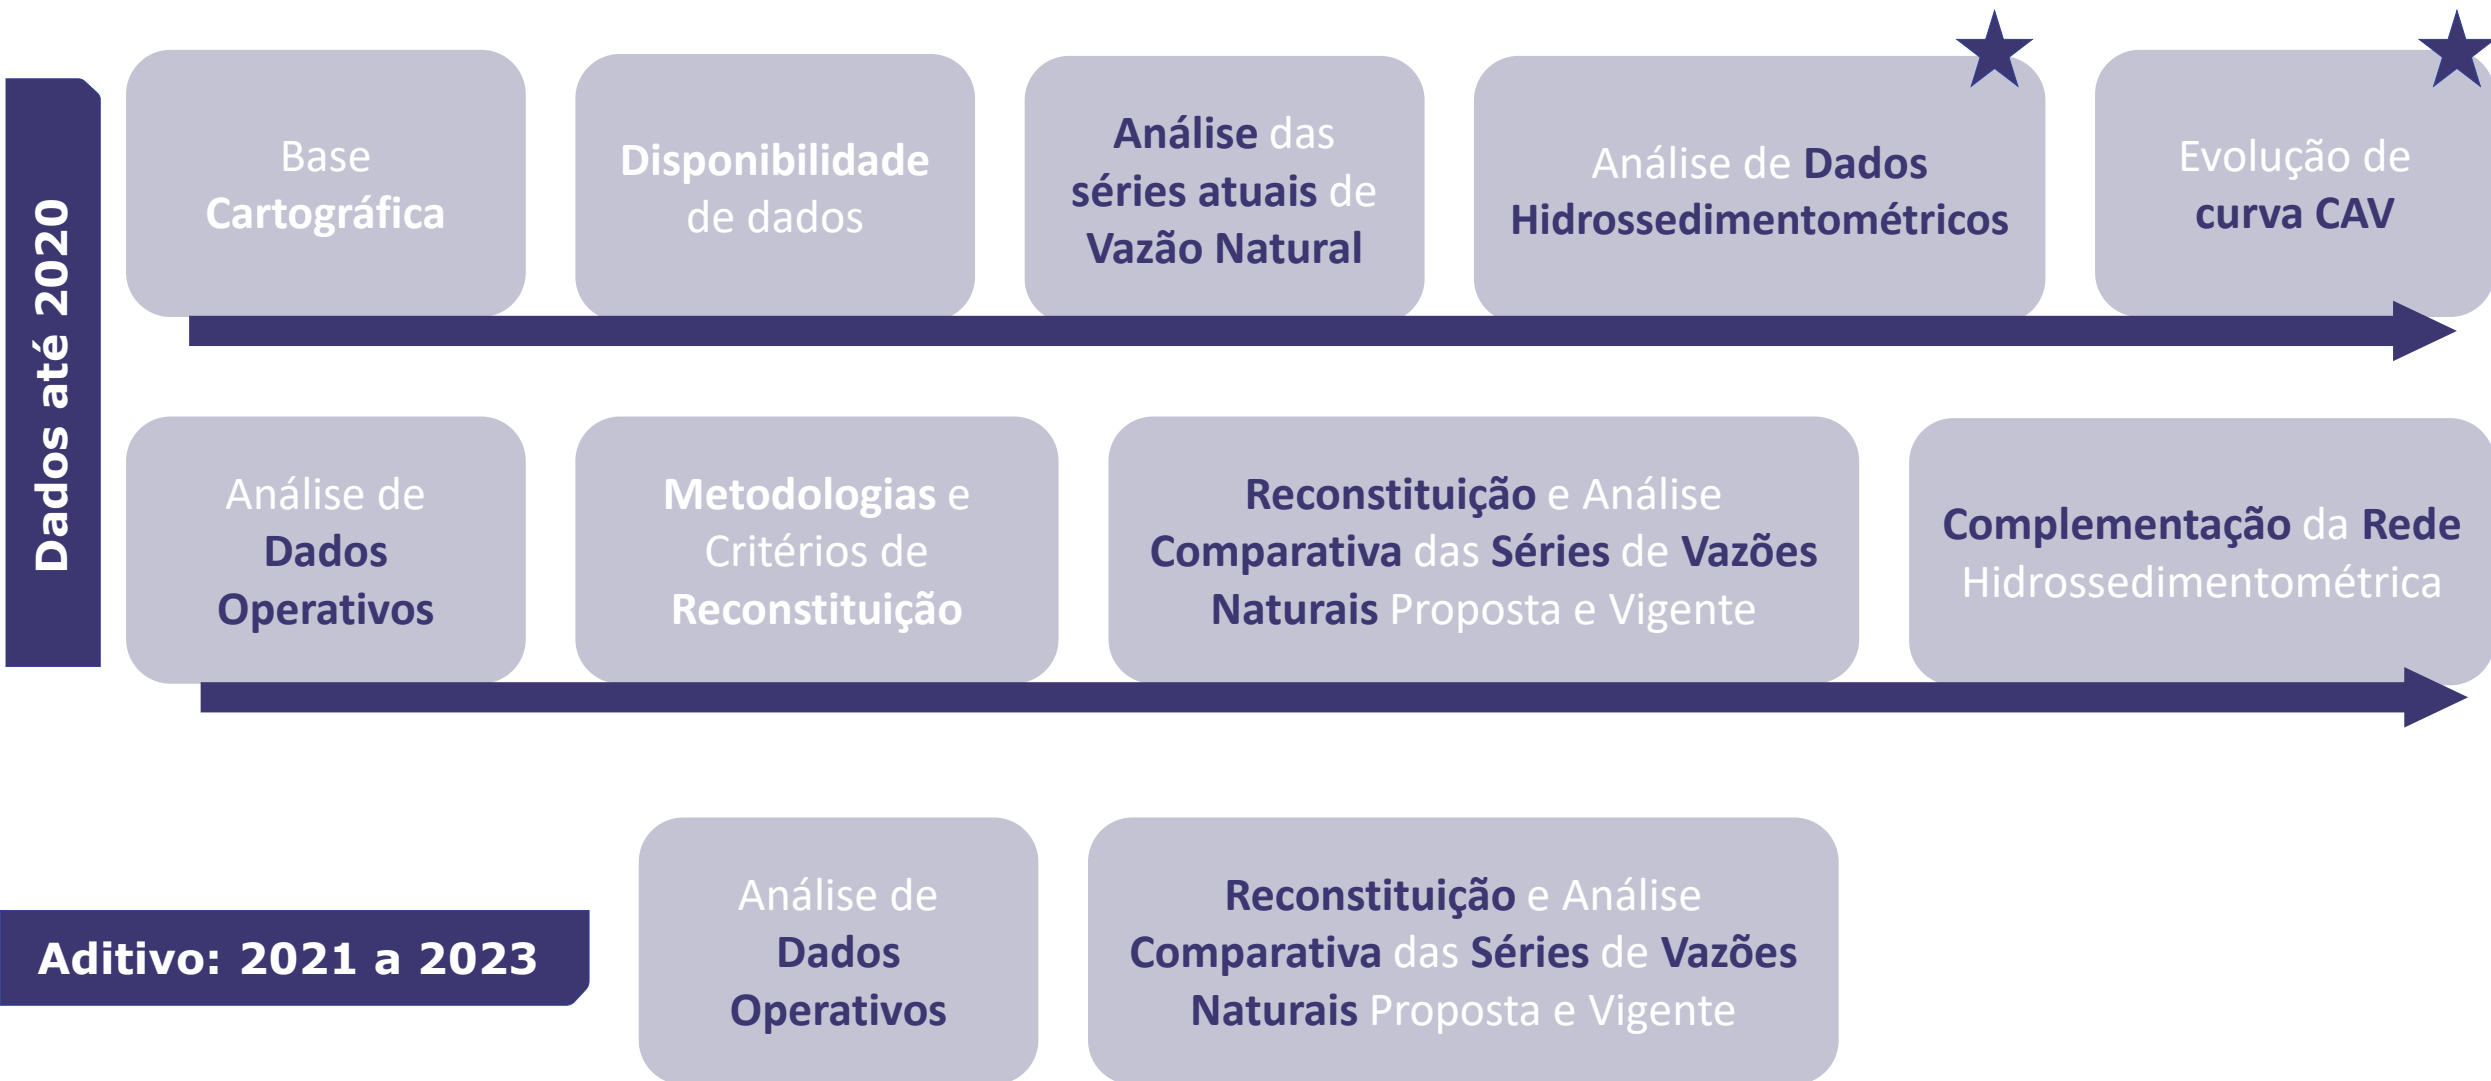 Dados até 2020
Base
Cartográfica
Disponibilidade
de dados
Análise das
séries atuais de
Vazão Natural
Análise de Dados
Hidrossedimentométricos
Evolução de
curva CAV
Análise de
Dados
Operativos
Metodologias e
Critérios de
Reconstituição
Reconstituição e Análise
Comparativa das Séries de Vazões
Naturais Proposta e Vigente
Complementação da Rede
Hidrossedimentométrica
Aditivo: 2021 a 2023
Análise de
Dados
Operativos
Reconstituição e Análise
Comparativa das Séries de Vazões
Naturais Proposta e Vigente